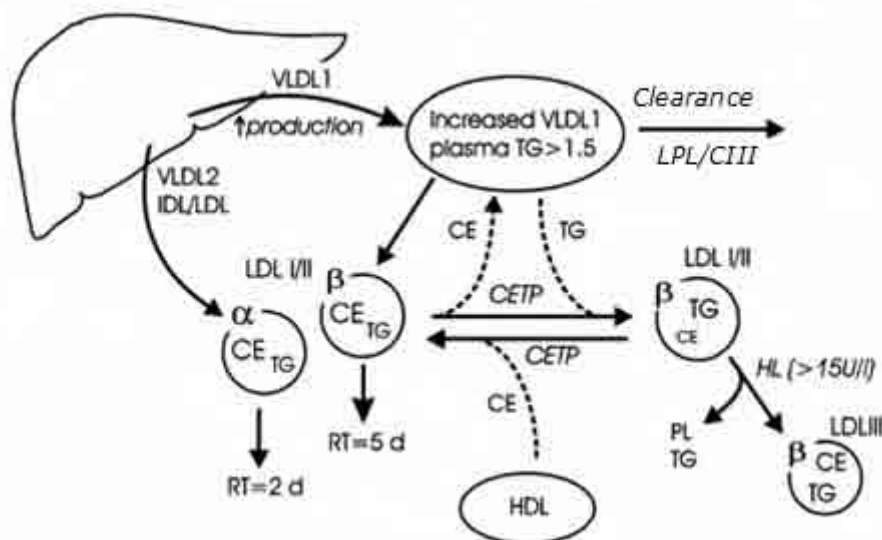 VLDL1
↑production
Increased VLDL1
plasma TG>1.5
Clearance
LPL/CIII
VLDL2
IDL/LDL
CE
TG
LDL I/II
β
CE TG
α
CE TG
CETP
CETP
LDL I/II
β
TG
CE
HL (>15U/l)
CE
RT=5 d
RT=2 d
PL
TG
LDLIII
β
CE
TG
HDL